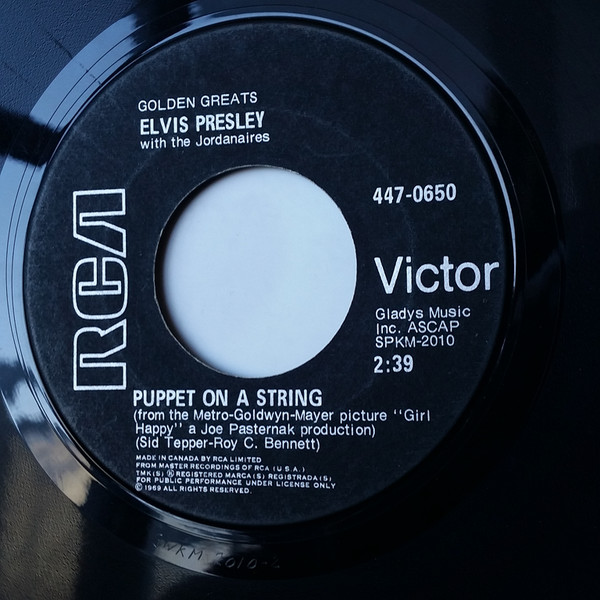 GOLDEN GREATS
ELVIS PRESLEY
with the Jordanaires
447-0650
RCA
Victor
Gladys Music
Inc. ASCAP
SPKM-2010
2:39
PUPPET ON A STRING
(from the Metro-Goldwyn-Mayer picture "Girl
Happy" a Joe Pasternak production)
(Sid Tepper-Roy C. Bennett)
MADE IN CANADA BY RCA LIMITED
FROM MASTER RECORDINGS OF RCA (U.S.A.)
TMK(S) ® REGISTERED MARCA(S) REGISTRADA(S)
FOR PUBLIC PERFORMANCE UNDER LICENSE ONLY
© 1969 ALL RIGHTS RESERVED.